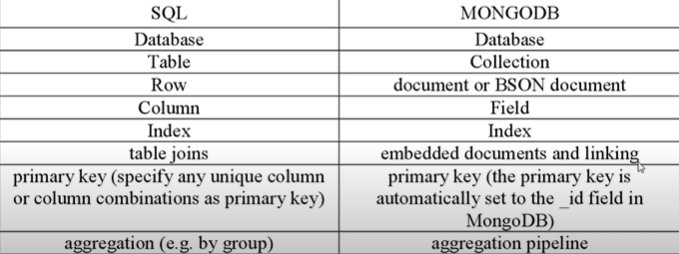 SQL MONGODB
Database Database
Table Collection
Row document or BSON document
Column Field
Index Index
table joins embedded documents and linking
primary key (specify any unique column
or column combinations as primary key)
primary key (the primary key is
automatically set to the _id field in
MongoDB)
aggregation (e.g. by group) aggregation pipeline